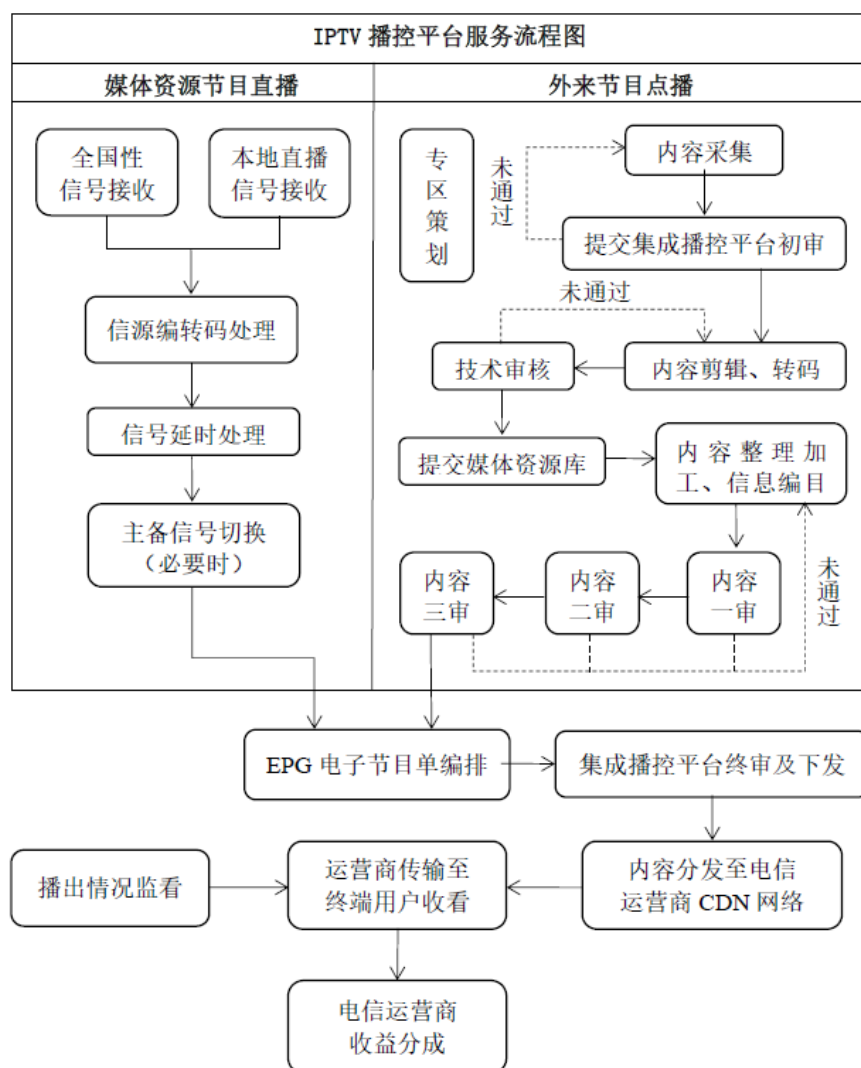 IPTV 播控平台服务流程图
媒体资源节目直播
外来节目点播
全国性
信号接收
本地直播
信号接收
信源编转码处理
信号延时处理
主备信号切换
（必要时）
专
区
策
划
未
通
过
内容采集
提交集成播控平台初审
未通过
技术审核
内容剪辑、转码
提交媒体资源库
内容整理加
工、信息编目
内容
三审
内容
二审
内容
一审
未
通
过
EPG 电子节目单编排
集成播控平台终审及下发
播出情况监看
运营商传输至
终端用户收看
内容分发至电信
运营商 CDN 网络
电信运营商
收益分成